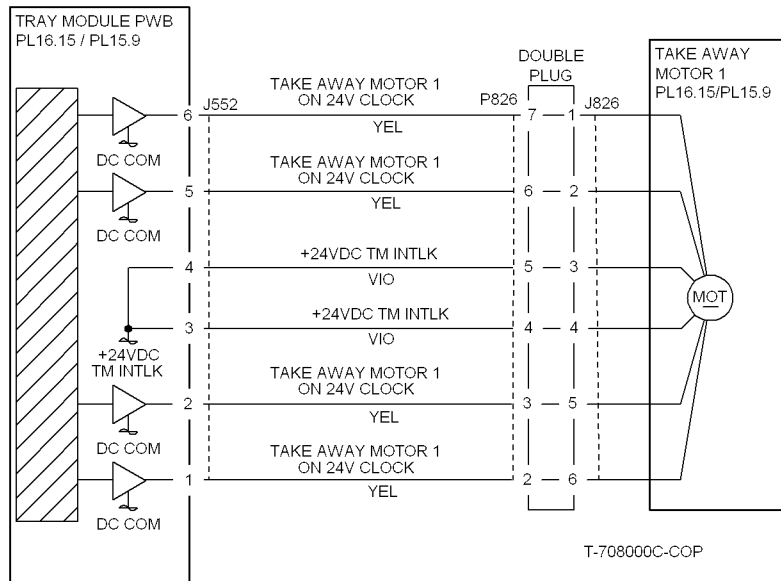 TRAY MODULE PWB
PL16.15 / PL15.9
DOUBLE
PLUG
TAKE AWAY
MOTOR 1
PL16.15/PL15.9
J552
P826
J826
TAKE AWAY MOTOR 1
ON 24V CLOCK
6
7
1
YEL
DC COM
TAKE AWAY MOTOR 1
ON 24V CLOCK
5
6
2
YEL
DC COM
+24VDC TM INTLK
4
5
3
VIO
MOT
+24VDC TM INTLK
3
4
4
VIO
+24VDC
TM INTLK
TAKE AWAY MOTOR 1
ON 24V CLOCK
2
3
5
YEL
DC COM
TAKE AWAY MOTOR 1
ON 24V CLOCK
1
2
6
YEL
DC COM
T-708000C-COP